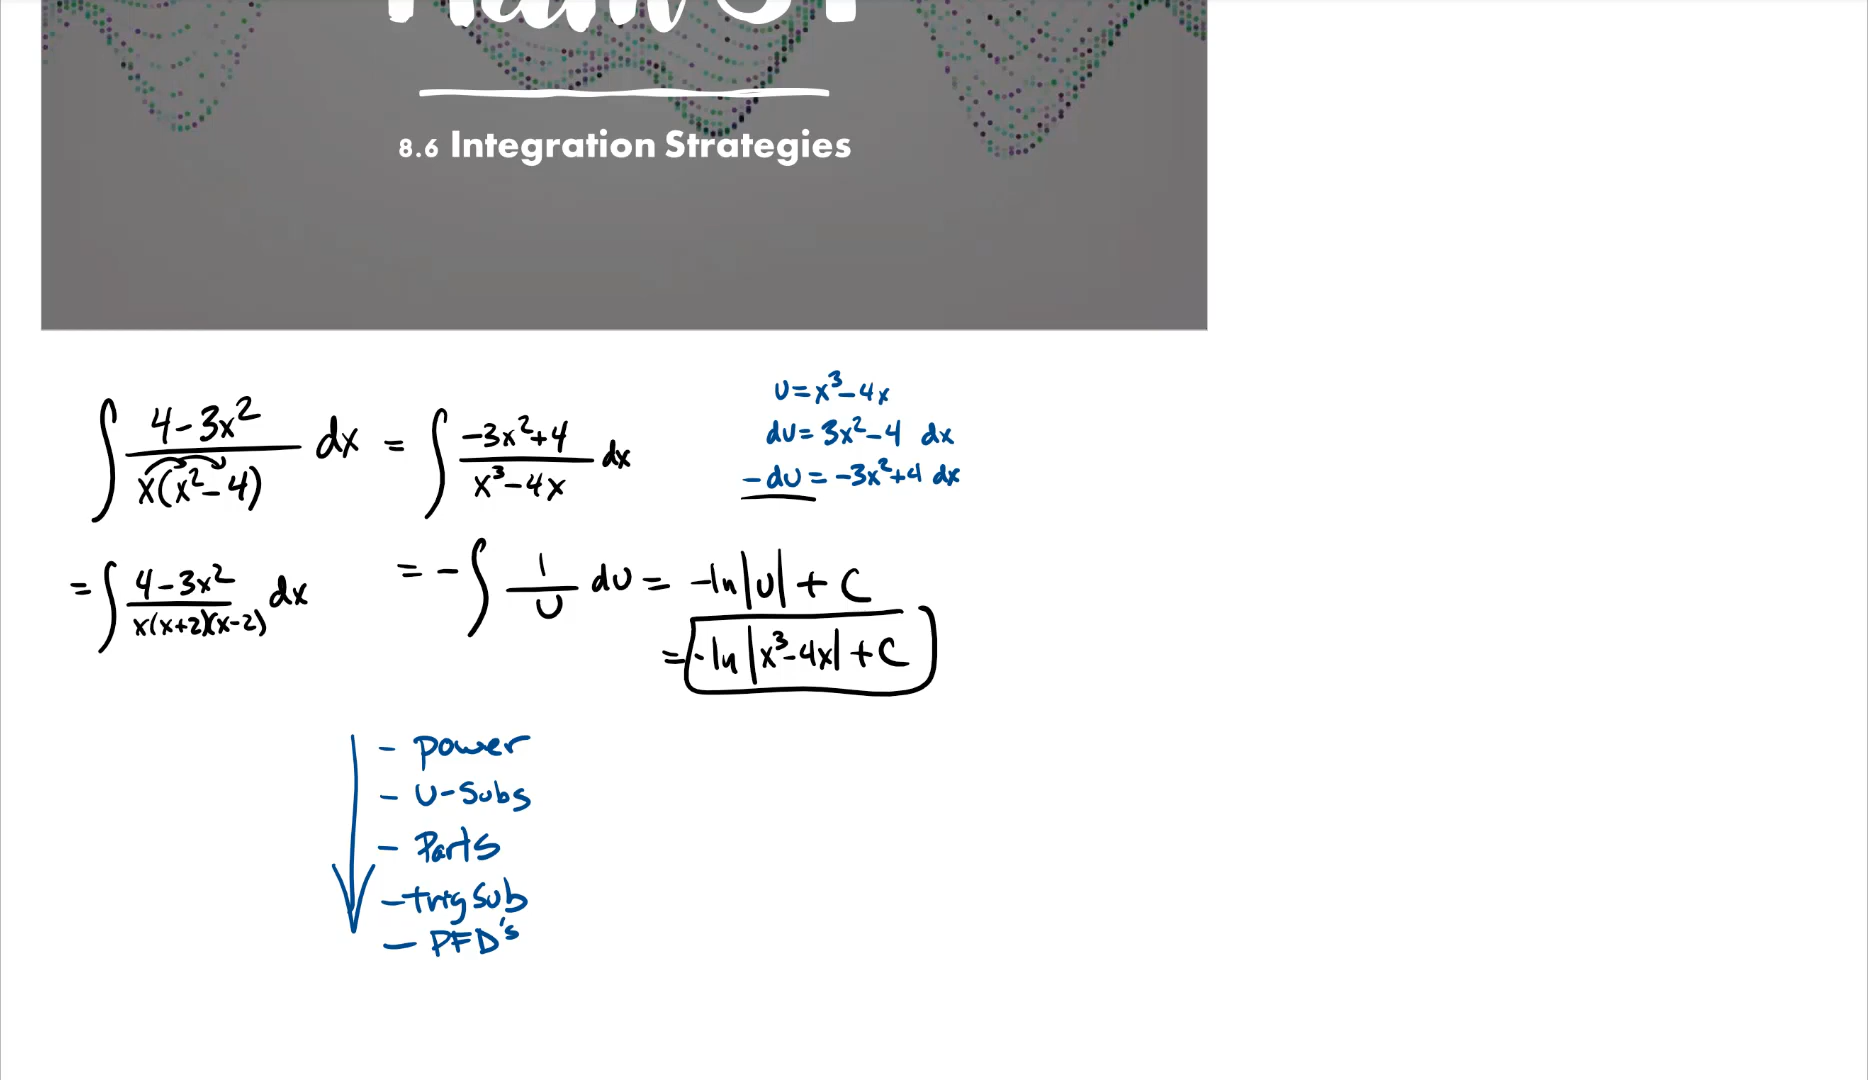 8.6 Integration Strategies
∫ 4-3x² / x(x²-4) dx = ∫ -3x²+4 / x³-4x dx
u=x³-4x
du=3x²-4 dx
-du=-3x²+4 dx
=∫ 4-3x² / x(x+2)(x-2) dx
= -∫ 1/u du = -ln|u| + C
= -ln|x³-4x| + C
- power
- U-Subs
- Parts
- trig Sub
- PFD's